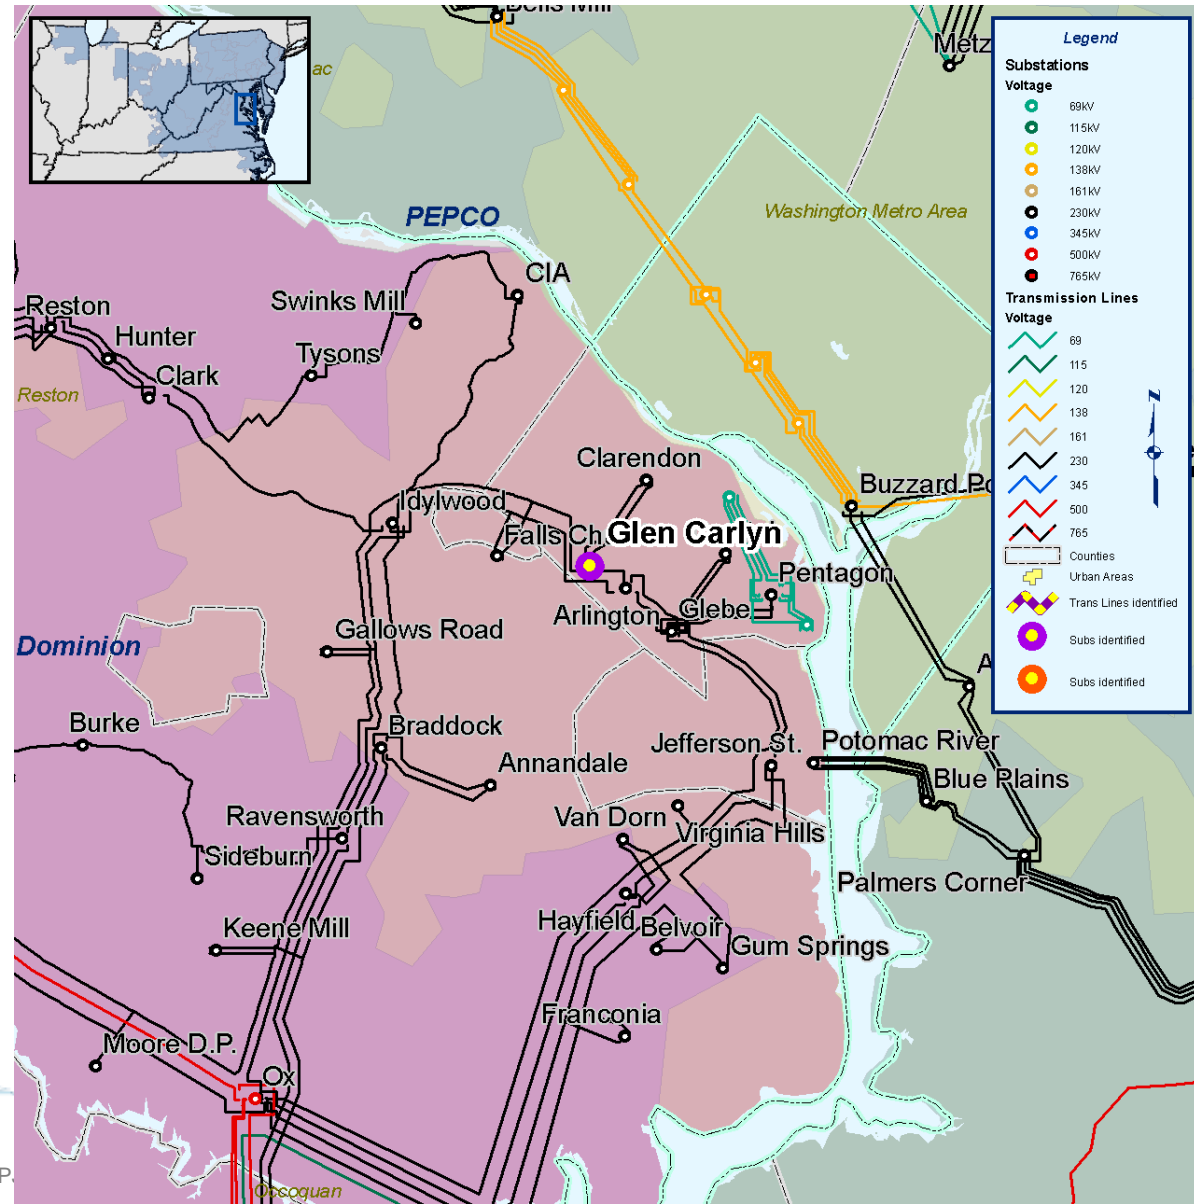 Bells Mill
Metz
ac
PEPCO
Washington Metro Area
CIA
Swinks Mill
Reston
Hunter
Tysons
Clark
Reston
Clarendon
Idylwood
Buzzard Po
Falls Ch
Glen Carlyn
Pentagon
Arlington
Glebe
Gallows Road
Dominion
A
Burke
Braddock
Jefferson St.
Potomac River
Annandale
Blue Plains
Ravensworth
Van Dorn
Virginia Hills
Sideburn
Palmers Corner
Keene Mill
Hayfield
Belvoir
Gum Springs
Franconia
Moore D.P.
Ox
Occoquan
Legend
Substations
Voltage
69kV
115kV
120kV
138kV
161kV
230kV
345kV
500kV
765kV
Transmission Lines
Voltage
69
115
120
138
161
230
345
500
765
Counties
Urban Areas
Trans Lines identified
Subs identified
Subs identified
Z